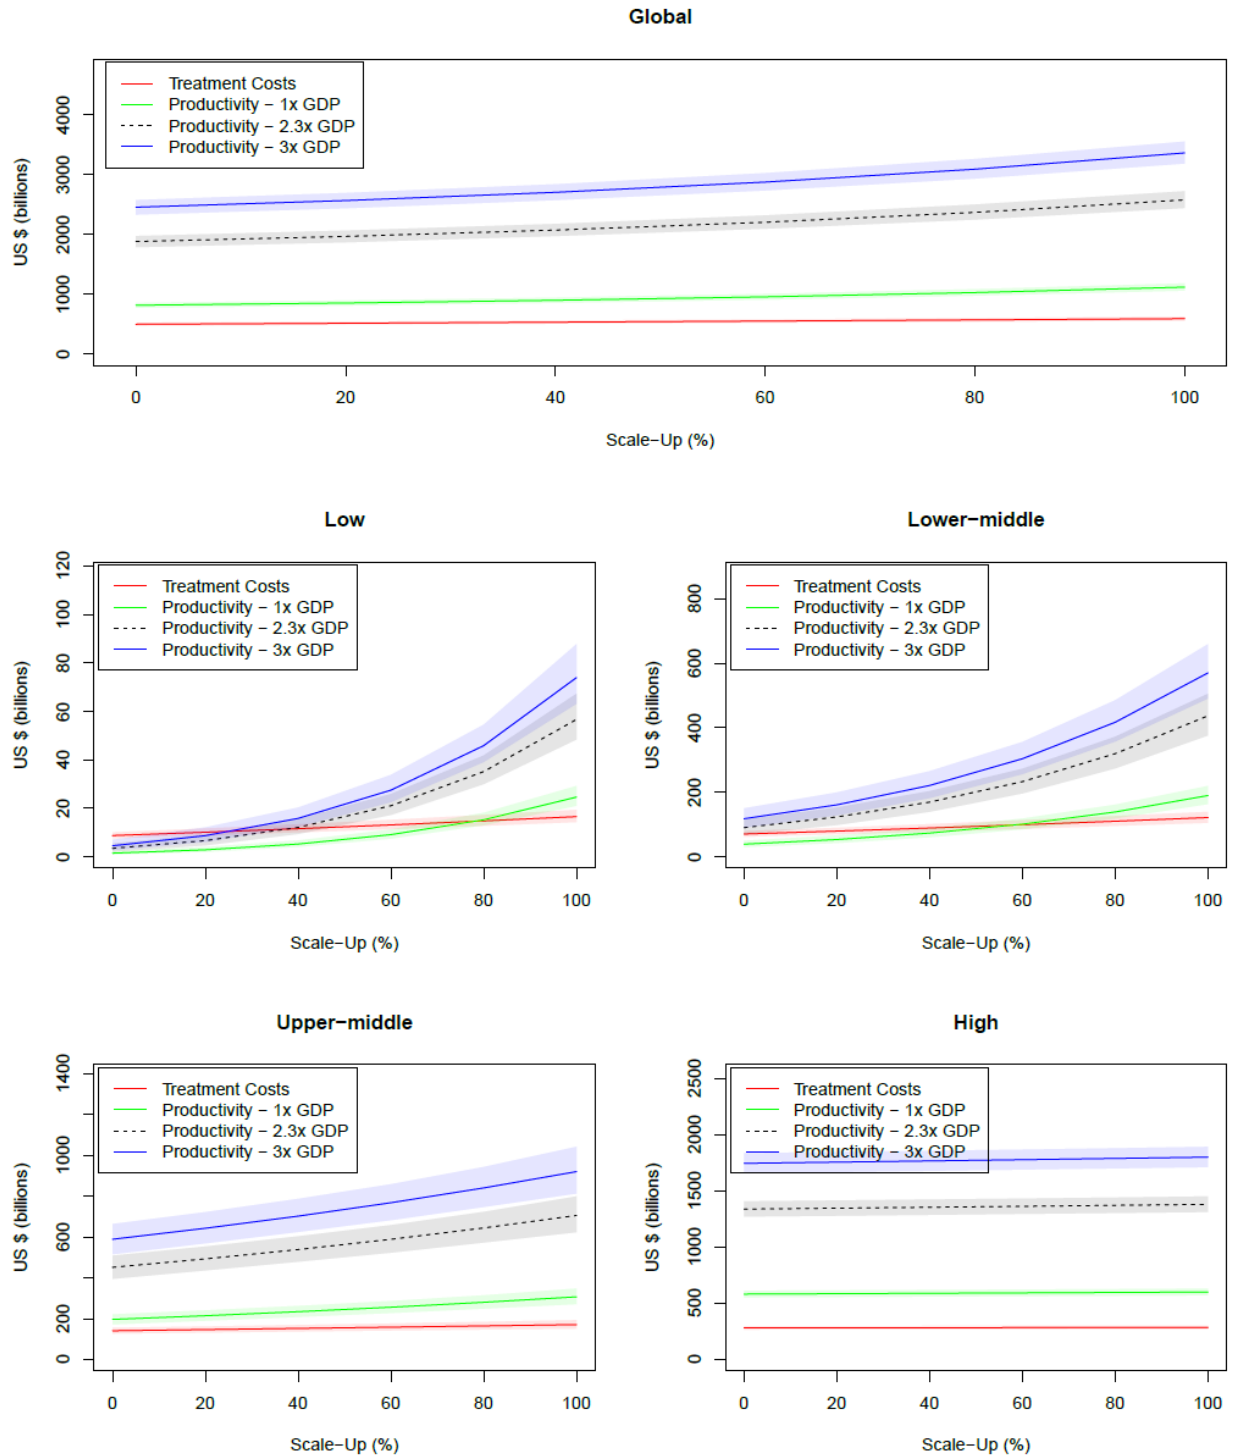 Global
Treatment Costs
Productivity − 1x GDP
Productivity − 2.3x GDP
Productivity − 3x GDP
US $ (billions)
0
1000
2000
3000
4000
0 20 40 60 80 100
Scale−Up (%)
Low
Treatment Costs
Productivity − 1x GDP
Productivity − 2.3x GDP
Productivity − 3x GDP
US $ (billions)
0
20
40
60
80
100
120
0 20 40 60 80 100
Scale−Up (%)
Lower−middle
Treatment Costs
Productivity − 1x GDP
Productivity − 2.3x GDP
Productivity − 3x GDP
US $ (billions)
0
200
400
600
800
0 20 40 60 80 100
Scale−Up (%)
Upper−middle
Treatment Costs
Productivity − 1x GDP
Productivity − 2.3x GDP
Productivity − 3x GDP
US $ (billions)
0
200
600
1000
1400
0 20 40 60 80 100
Scale−Up (%)
High
Treatment Costs
Productivity − 1x GDP
Productivity − 2.3x GDP
Productivity − 3x GDP
US $ (billions)
0
500
1000
1500
2000
2500
0 20 40 60 80 100
Scale−Up (%)